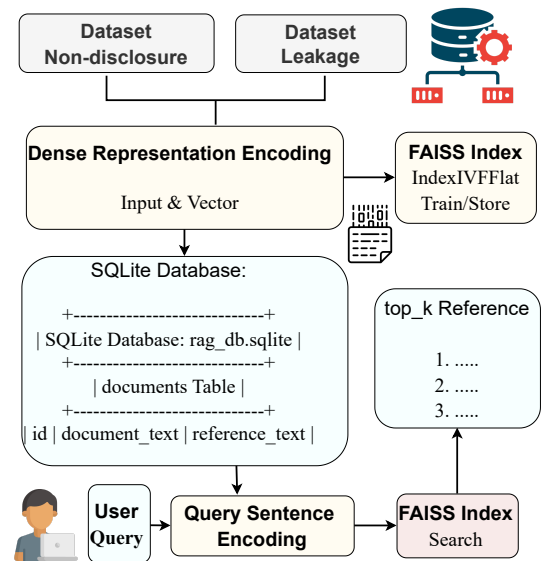 Dataset
Non-disclosure
Dataset
Leakage
Dense Representation Encoding
Input & Vector
FAISS Index
IndexIVFFlat
Train/Store
SQLite Database:
+-----------------------------+
| SQLite Database: rag_db.sqlite |
+-----------------------------+
| documents Table |
+-----------------------------+
| id | document_text | reference_text |
top_k Reference
1. .....
2. .....
3. .....
User
Query
Query Sentence
Encoding
FAISS Index
Search